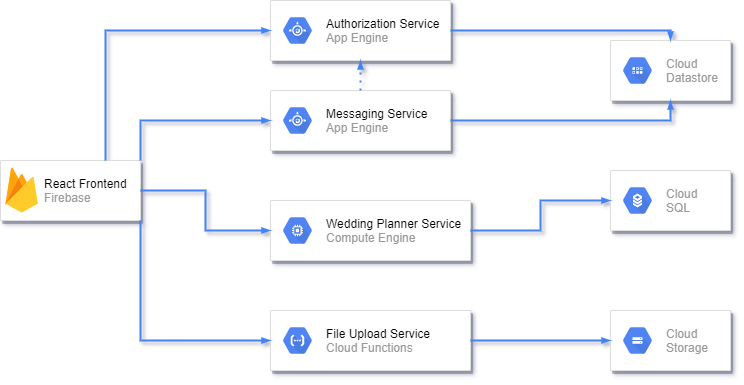 Authorization Service
App Engine
Cloud
Datastore
Messaging Service
App Engine
React Frontend
Firebase
Wedding Planner Service
Compute Engine
Cloud
SQL
File Upload Service
Cloud Functions
Cloud
Storage